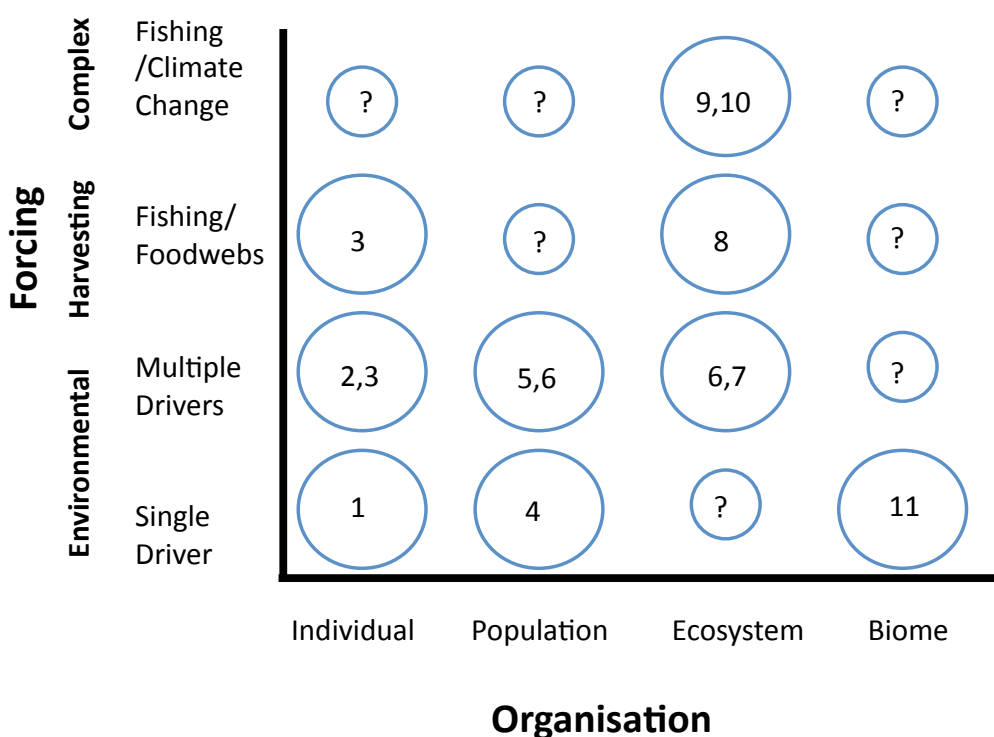 Forcing
Complex
Fishing
/Climate
Change
? ? 9,10 ?
Harvesting
Fishing/
Foodwebs
3 ? 8 ?
Environmental
Multiple
Drivers
2,3 5,6 6,7 ?
Single
Driver
1 4 ? 11
Individual Population Ecosystem Biome
Organisation